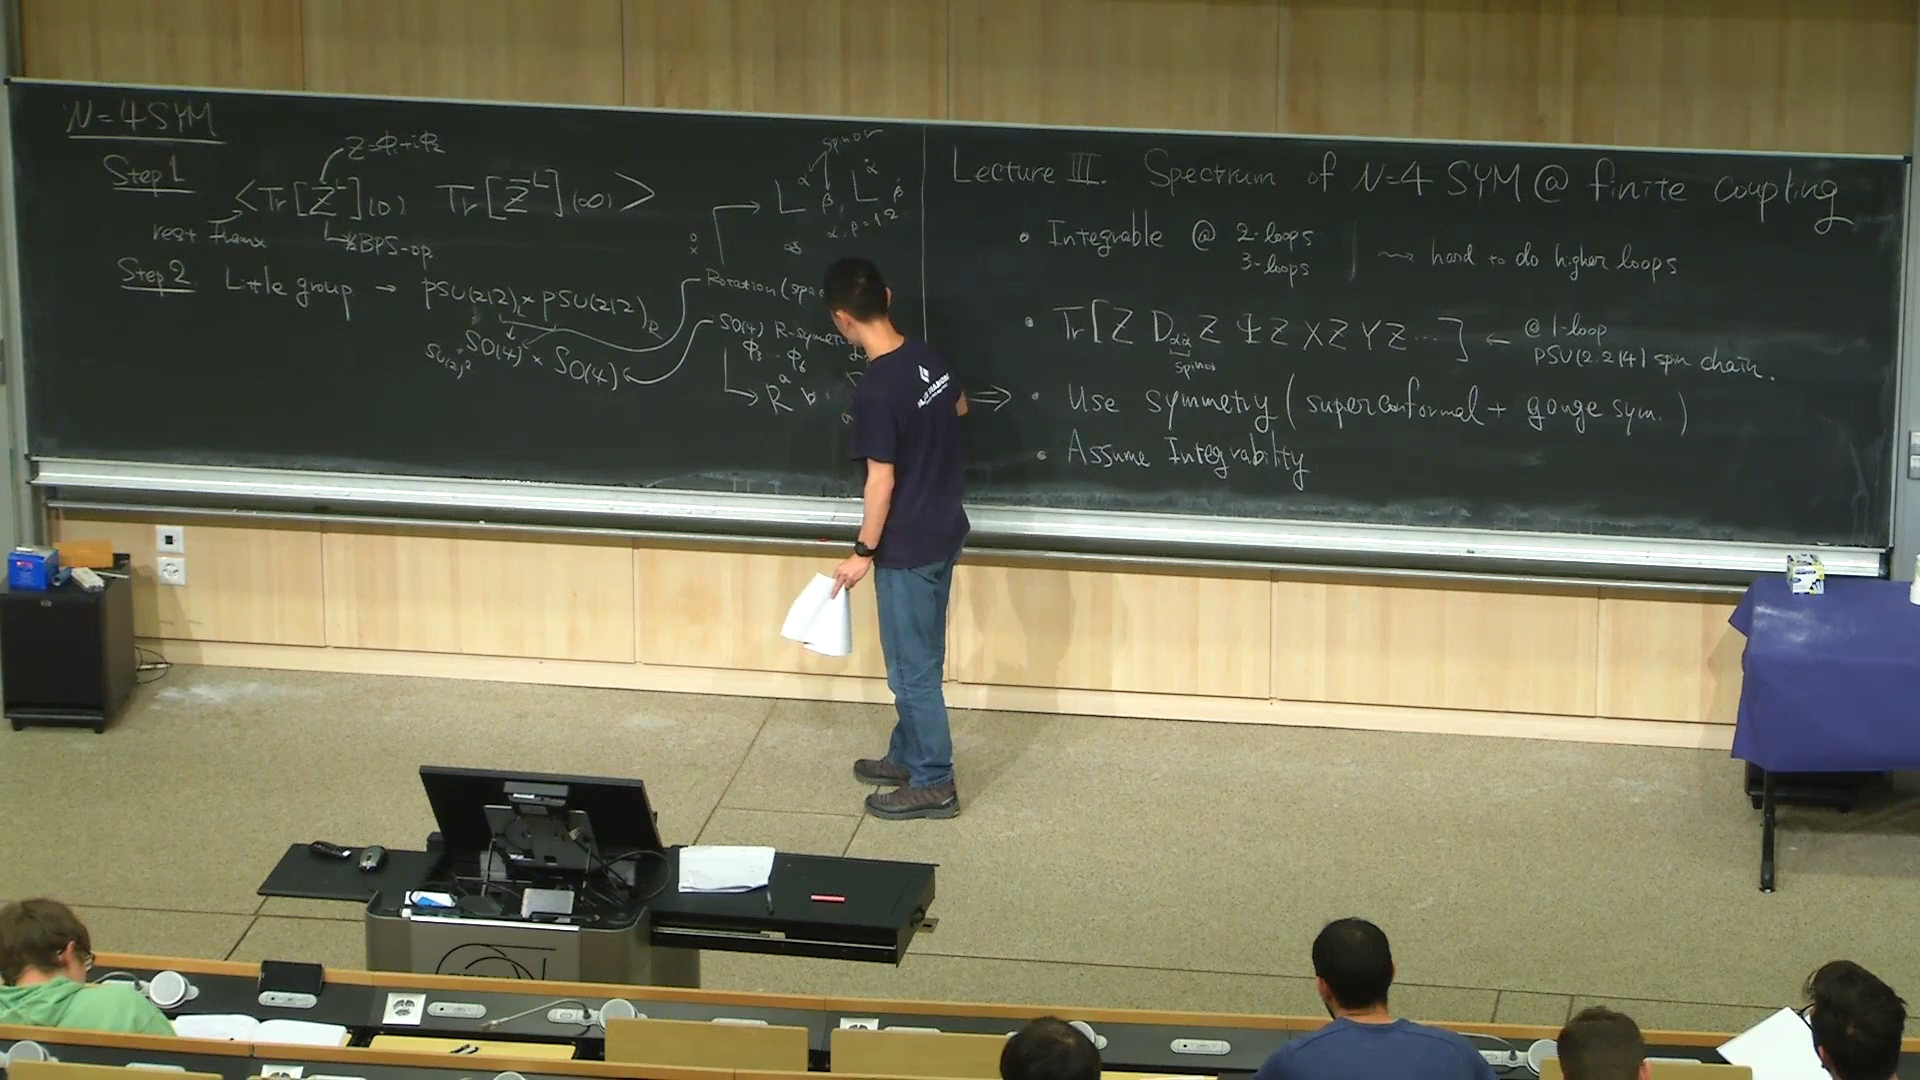 N=4 SYM
Step 1
Z=Φ₁+iΦ₂
<Tr[Z^L](0) Tr[Z̄^L](∞)>
rest frame
½BPS-op.
Step 2 Little group → PSU(2|2)_L × PSU(2|2)_R
SU(2)² SO(4) × SO(4)
spinor
L^α_β, L^α̇_β̇
α, β = 1, 2
Rotation (spa
SO(4) R-symmet
Φ₃ ... Φ₆
R^a_b
Lecture III. Spectrum of N=4 SYM @ finite coupling
• Integrable @ 2-loops
3-loops
⇝ hard to do higher loops
• Tr[Z D_αα̇ Z Ψ Z X Z Y Z ...] ← @ 1-loop
spinor
PSU(2,2|4) spin chain.
⇒ • Use symmetry (superconformal + gauge sym.)
• Assume Integrability